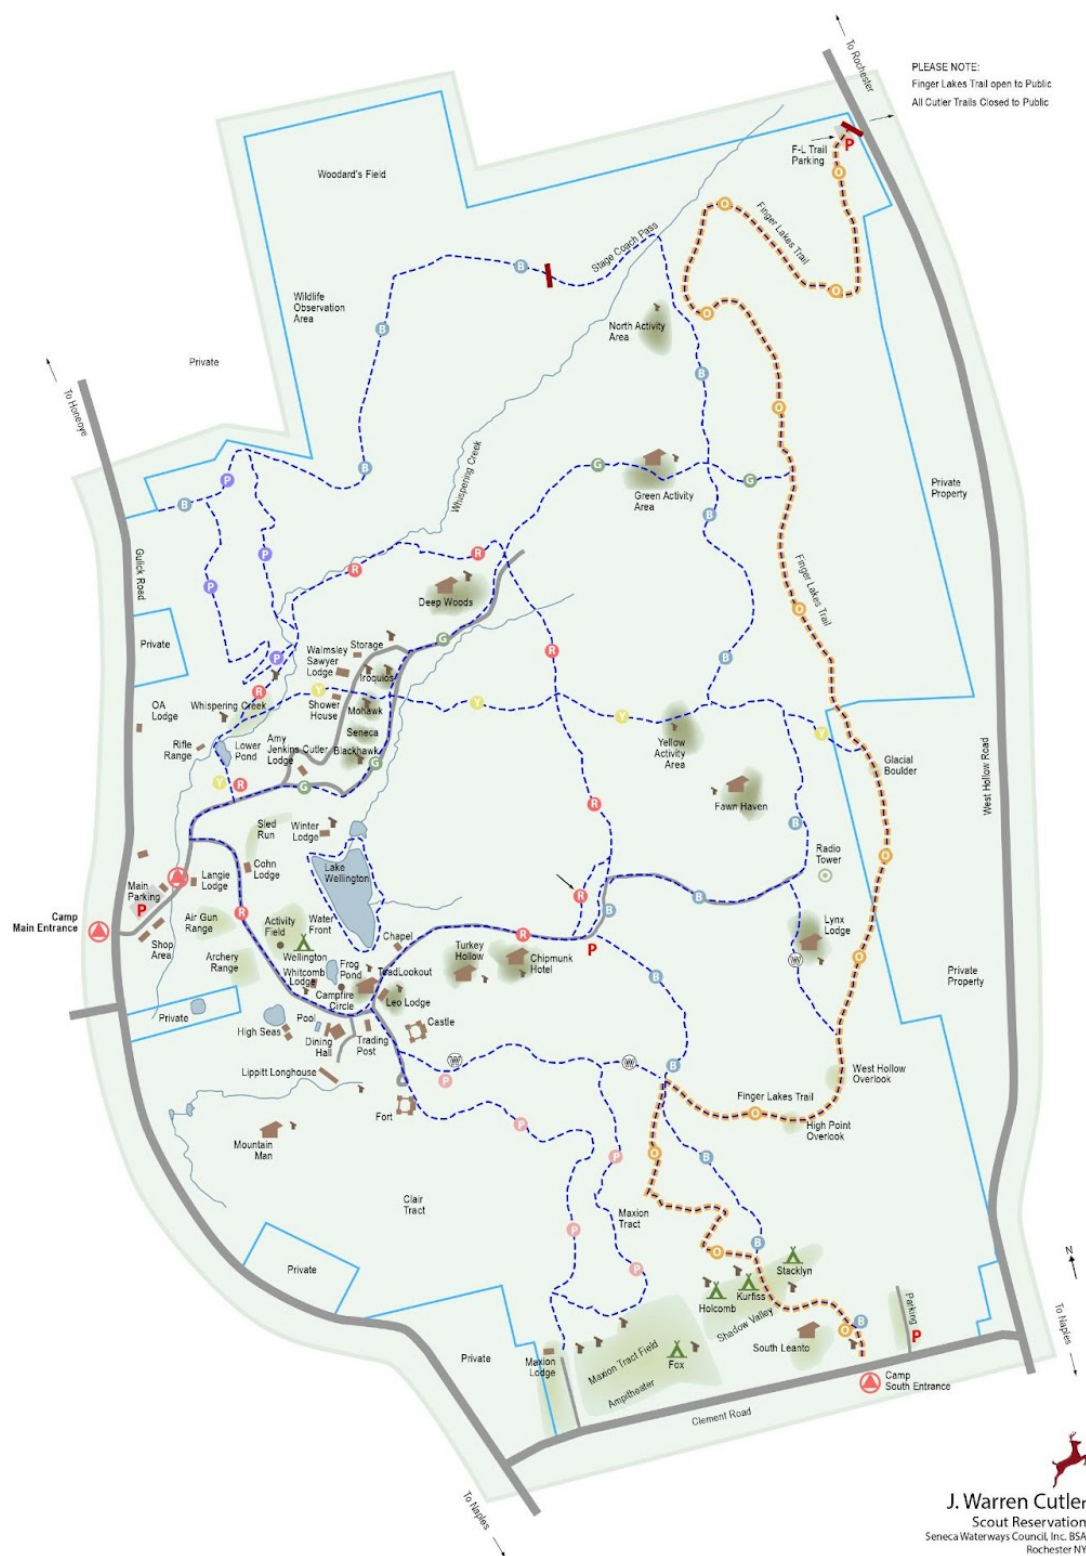 To Rochester
PLEASE NOTE:
Finger Lakes Trail open to Public
All Cutler Trails Closed to Public
F-L Trail
Parking
P
O
Woodard's Field
O
Finger Lakes Trail
Stage Coach Pass
B
O
Wildlife
Observation
Area
O
B
North Activity
Area
Private
B
To Honeoye
O
Whispering Creek
B
G
P
G
Green Activity
Area
Private
Property
B
B
Gulick Road
P
R
R
P
Finger Lakes Trail
Deep Woods
O
Private
G
Storage
Walmsley
Sawyer
Lodge
R
B
P
Iroquois
R
Y
OA
Lodge
Whispering Creek
Shower
House
Mohawk
Y
Y
Rifle
Range
Lower
Pond
Amy
Jenkins Cutler
Lodge
Seneca
Blackhawk
Yellow
Activity
Area
Y
Glacial
Boulder
West Hollow Road
Y
R
G
G
Fawn Haven
R
B
Sled
Run
Winter
Lodge
Radio
Tower
O
Cohn
Lodge
Lake
Wellington
Main
Parking
P
Langie
Lodge
R
B
B
Camp
Main Entrance
R
Air Gun
Range
Activity
Field
Water
Front
Chapel
R
P
Lynx
Lodge
Shop
Area
Wellington
Turkey
Hollow
Chipmunk
Hotel
W
O
Archery
Range
Whitcomb
Lodge
Frog
Pond
TradLookout
B
Private
Property
Campfire
Circle
Leo Lodge
Private
High Seas
Pool
Dining
Hall
Trading
Post
Castle
W
W
B
Lippitt Longhouse
P
West Hollow
Overlook
Finger Lakes Trail
O
Fort
P
High Point
Overlook
Mountain
Man
O
P
B
Clair
Tract
Maxion
Tract
P
B
O
N
Private
P
Stacklyn
Kurfiss
Holcomb
Shadow Valley
Parking
P
To Naples
O
B
South Leanto
Private
Maxion
Lodge
Maxion Tract Field
Fox
Ampitheater
Camp
South Entrance
Clement Road
To Naples
J. Warren Cutler
Scout Reservation
Seneca Waterways Council, Inc. BSA
Rochester NY